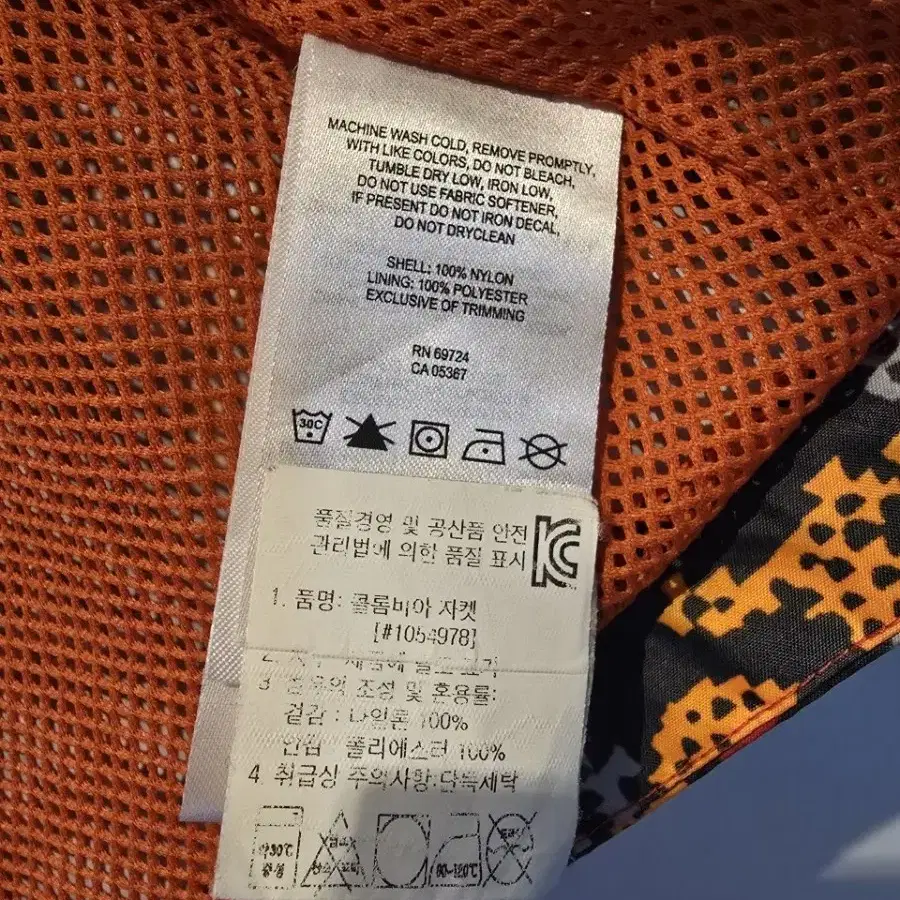 MACHINE WASH COLD, REMOVE PROMPTLY,
WITH LIKE COLORS, DO NOT BLEACH,
TUMBLE DRY LOW, IRON LOW,
DO NOT USE FABRIC SOFTENER,
IF PRESENT DO NOT IRON DECAL,
DO NOT DRYCLEAN
SHELL: 100% NYLON
LINING: 100% POLYESTER
EXCLUSIVE OF TRIMMING
RN 69724
CA 05367
30C
품질경영 및 공산품 안전
관리법에 의한 품질 표시
1. 품명: 콜롬비아 자켓
[#1054978]
3. 조성 및 혼용률:
겉감 : 나일론 100%
안감 폴리에스터 100%
4. 취급상 주의사항:단독세탁
80~120℃